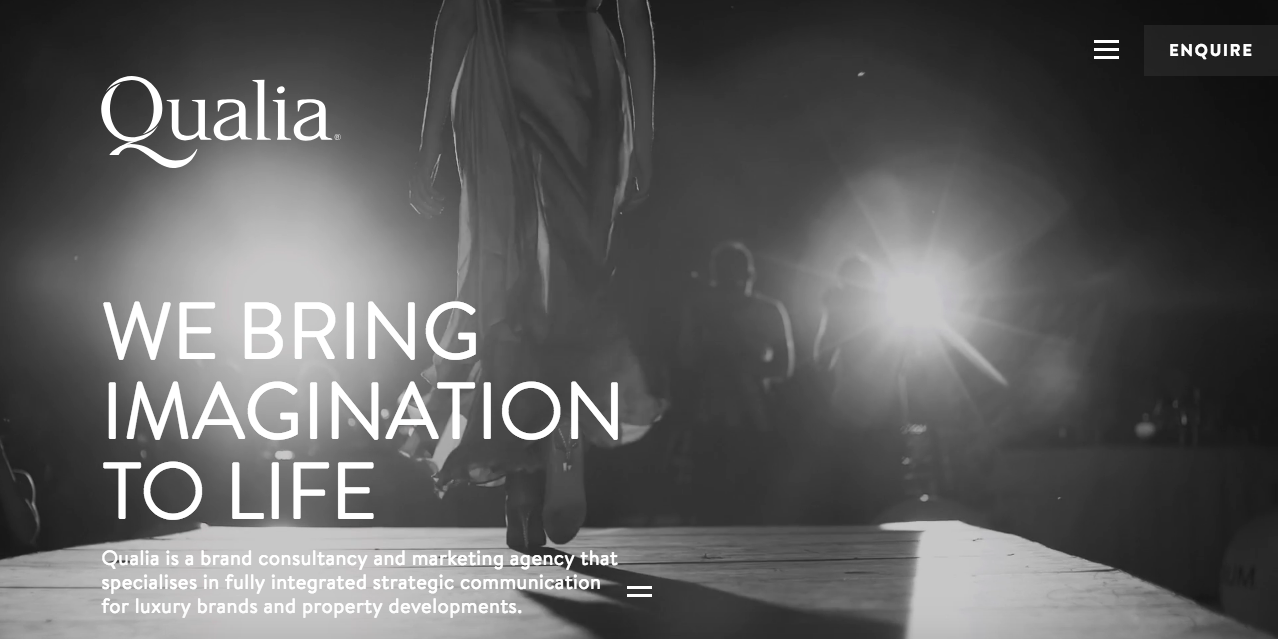 ENQUIRE
Qualia®
WE BRING
IMAGINATION
TO LIFE
Qualia is a brand consultancy and marketing agency that
specialises in fully integrated strategic communication
for luxury brands and property developments.